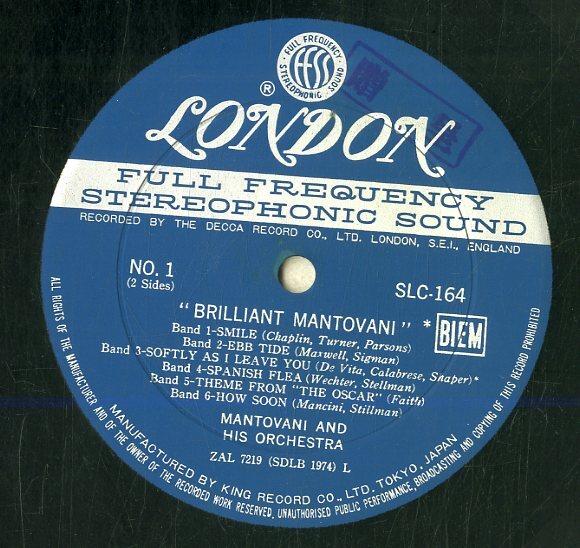 FULL FREQUENCY
ffss
STEREOPHONIC SOUND
®
LONDON
FULL FREQUENCY
STEREOPHONIC SOUND
RECORDED BY THE DECCA RECORD CO., LTD. LONDON, S.E.I., ENGLAND
NO. 1
(2 Sides)
SLC-164
"BRILLIANT MANTOVANI" * BIEM
Band 1-SMILE (Chaplin, Turner, Parsons)
Band 2-EBB TIDE (Maxwell, Sigman)
Band 3-SOFTLY AS I LEAVE YOU (De Vita, Calabrese, Shaper)*
Band 4-SPANISH FLEA (Wechter, Stellman)
Band 5-THEME FROM "THE OSCAR" (Faith)
Band 6-HOW SOON (Mancini, Stillman)
MANTOVANI AND
HIS ORCHESTRA
ZAL 7219 (SDLB 1974) L
MANUFACTURED BY KING RECORD CO., LTD. TOKYO, JAPAN
ALL RIGHTS OF THE MANUFACTURER AND OF THE OWNER OF THE RECORDED WORK RESERVED. UNAUTHORISED PUBLIC PERFORMANCE, BROADCASTING AND COPYING OF THIS RECORD PROHIBITED